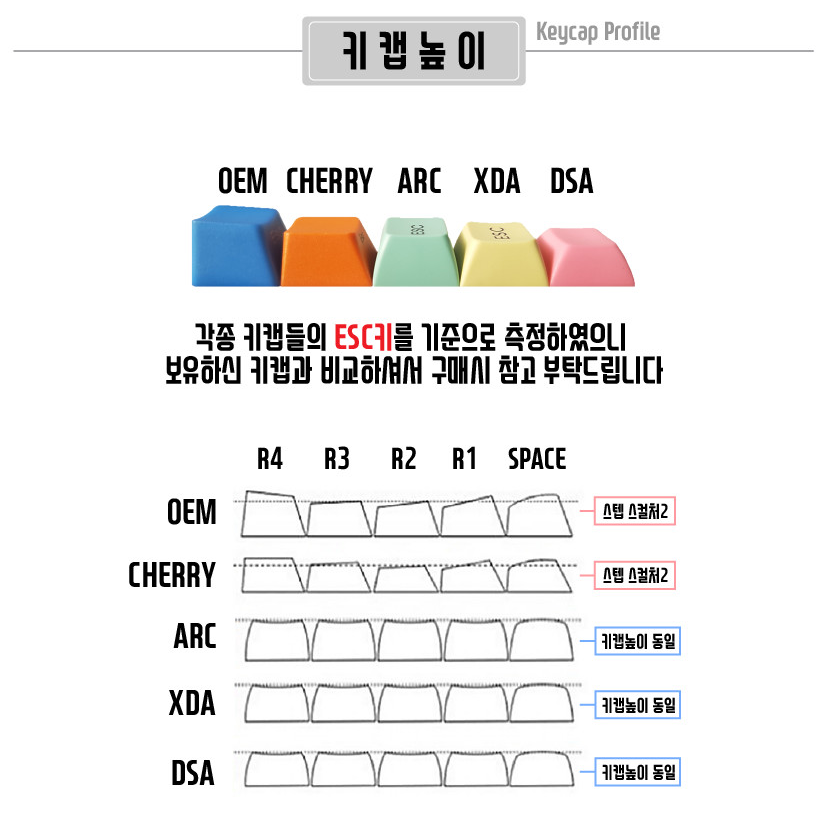 키캡높이
Keycap Profile
OEM CHERRY ARC XDA DSA
ESC ESC
각종 키캡들의 ESC키를 기준으로 측정하였으니
보유하신 키캡과 비교하셔서 구매시 참고 부탁드립니다
R4 R3 R2 R1 SPACE
OEM 스텝 스컬처2
CHERRY 스텝 스컬처2
ARC 키캡높이 동일
XDA 키캡높이 동일
DSA 키캡높이 동일